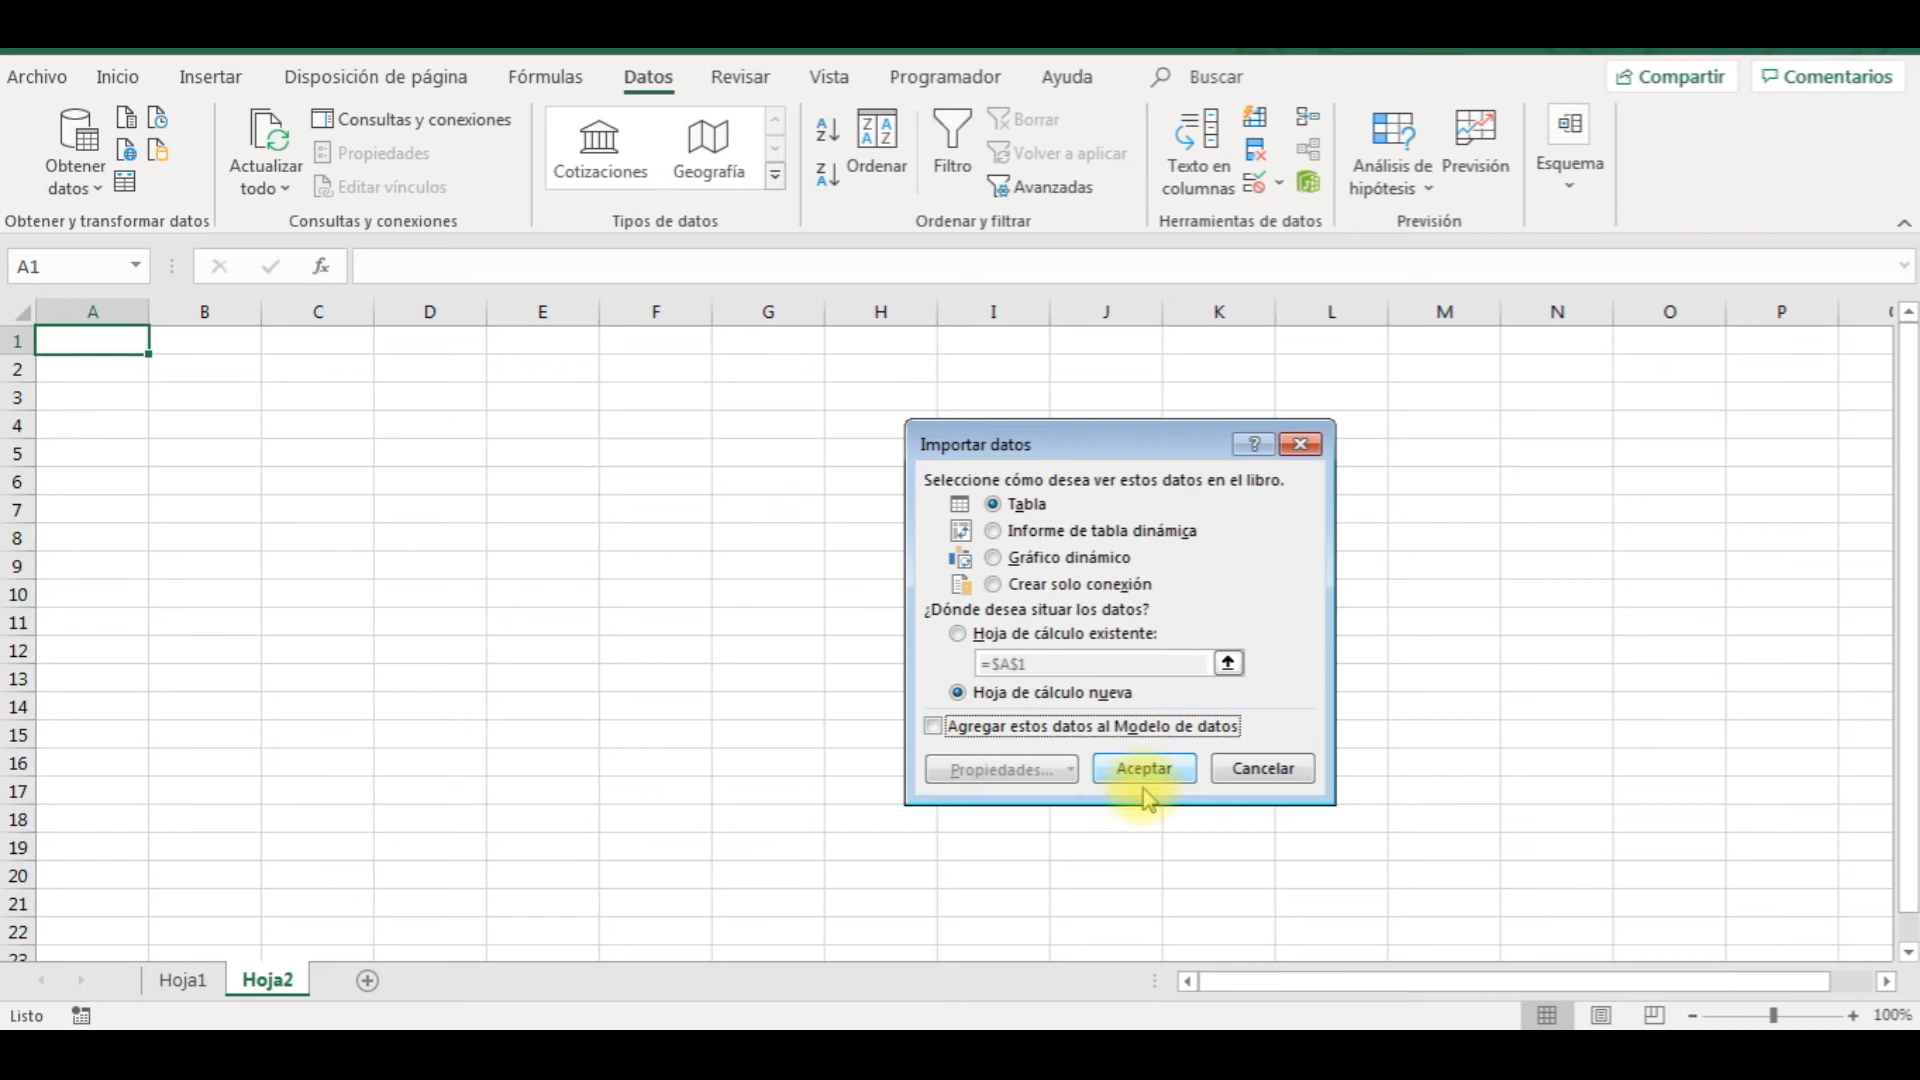 Archivo Inicio Insertar Disposición de página Fórmulas Datos Revisar Vista Programador Ayuda Buscar Compartir Comentarios
Obtener datos
Actualizar todo
Consultas y conexiones
Propiedades
Editar vínculos
Cotizaciones
Geografía
Ordenar
Filtro
Borrar
Volver a aplicar
Avanzadas
Texto en columnas
Análisis de hipótesis
Previsión
Esquema
Obtener y transformar datos Consultas y conexiones Tipos de datos Ordenar y filtrar Herramientas de datos Previsión
A1 fx
A B C D E F G H I J K L M N O P
1
2
3
4
5
6
7
8
9
10
11
12
13
14
15
16
17
18
19
20
21
22
23
Importar datos
Seleccione cómo desea ver estos datos en el libro.
Tabla
Informe de tabla dinámica
Gráfico dinámico
Crear solo conexión
¿Dónde desea situar los datos?
Hoja de cálculo existente:
=$A$1
Hoja de cálculo nueva
Agregar estos datos al Modelo de datos
Propiedades... Aceptar Cancelar
Hoja1 Hoja2
Listo 100%